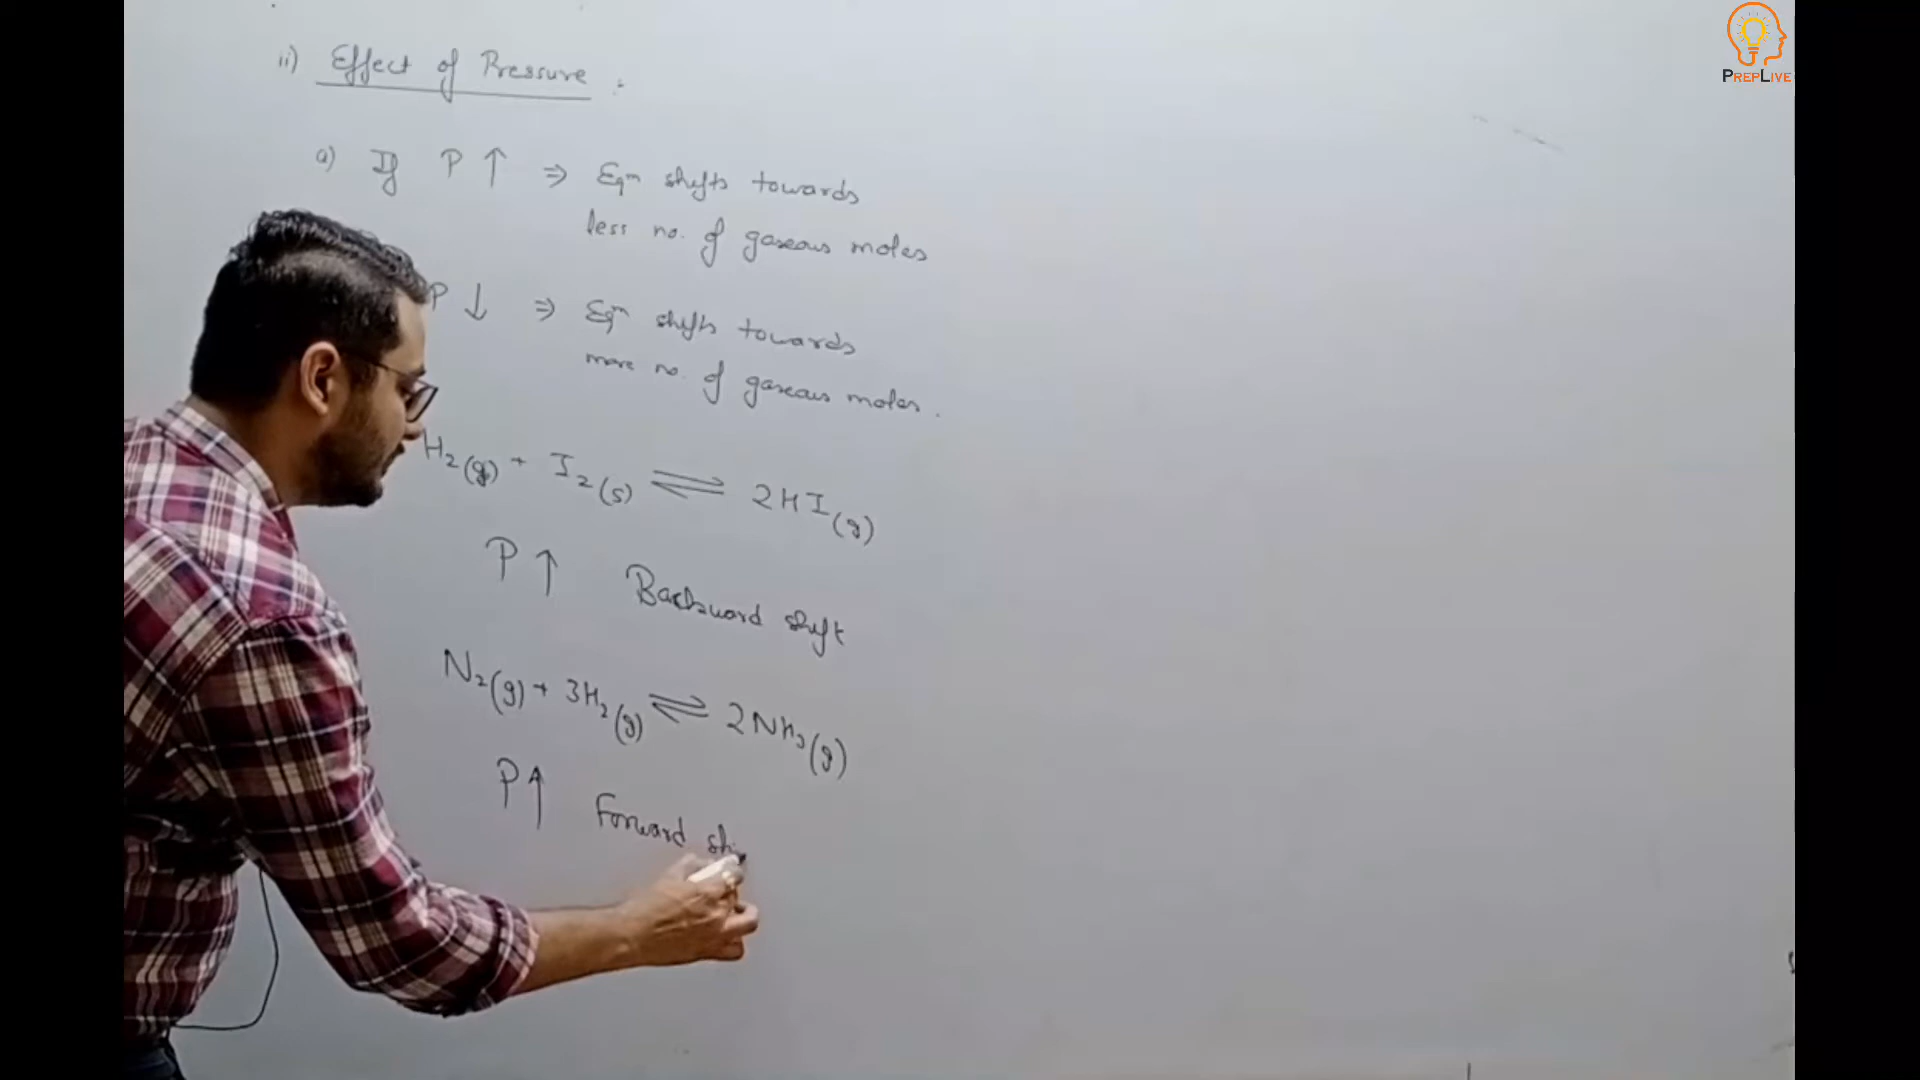 PREPLIVE
ii) Effect of Pressure :
a) If P ↑ ⇒ Eqm shifts towards
less no. of gaseous moles
P ↓ ⇒ Eqm shifts towards
more no. of gaseous moles.
H₂(g) + I₂(s) ⇌ 2HI(g)
P ↑ Backward shift
N₂(g) + 3H₂(g) ⇌ 2NH₃(g)
P ↑ Forward shi